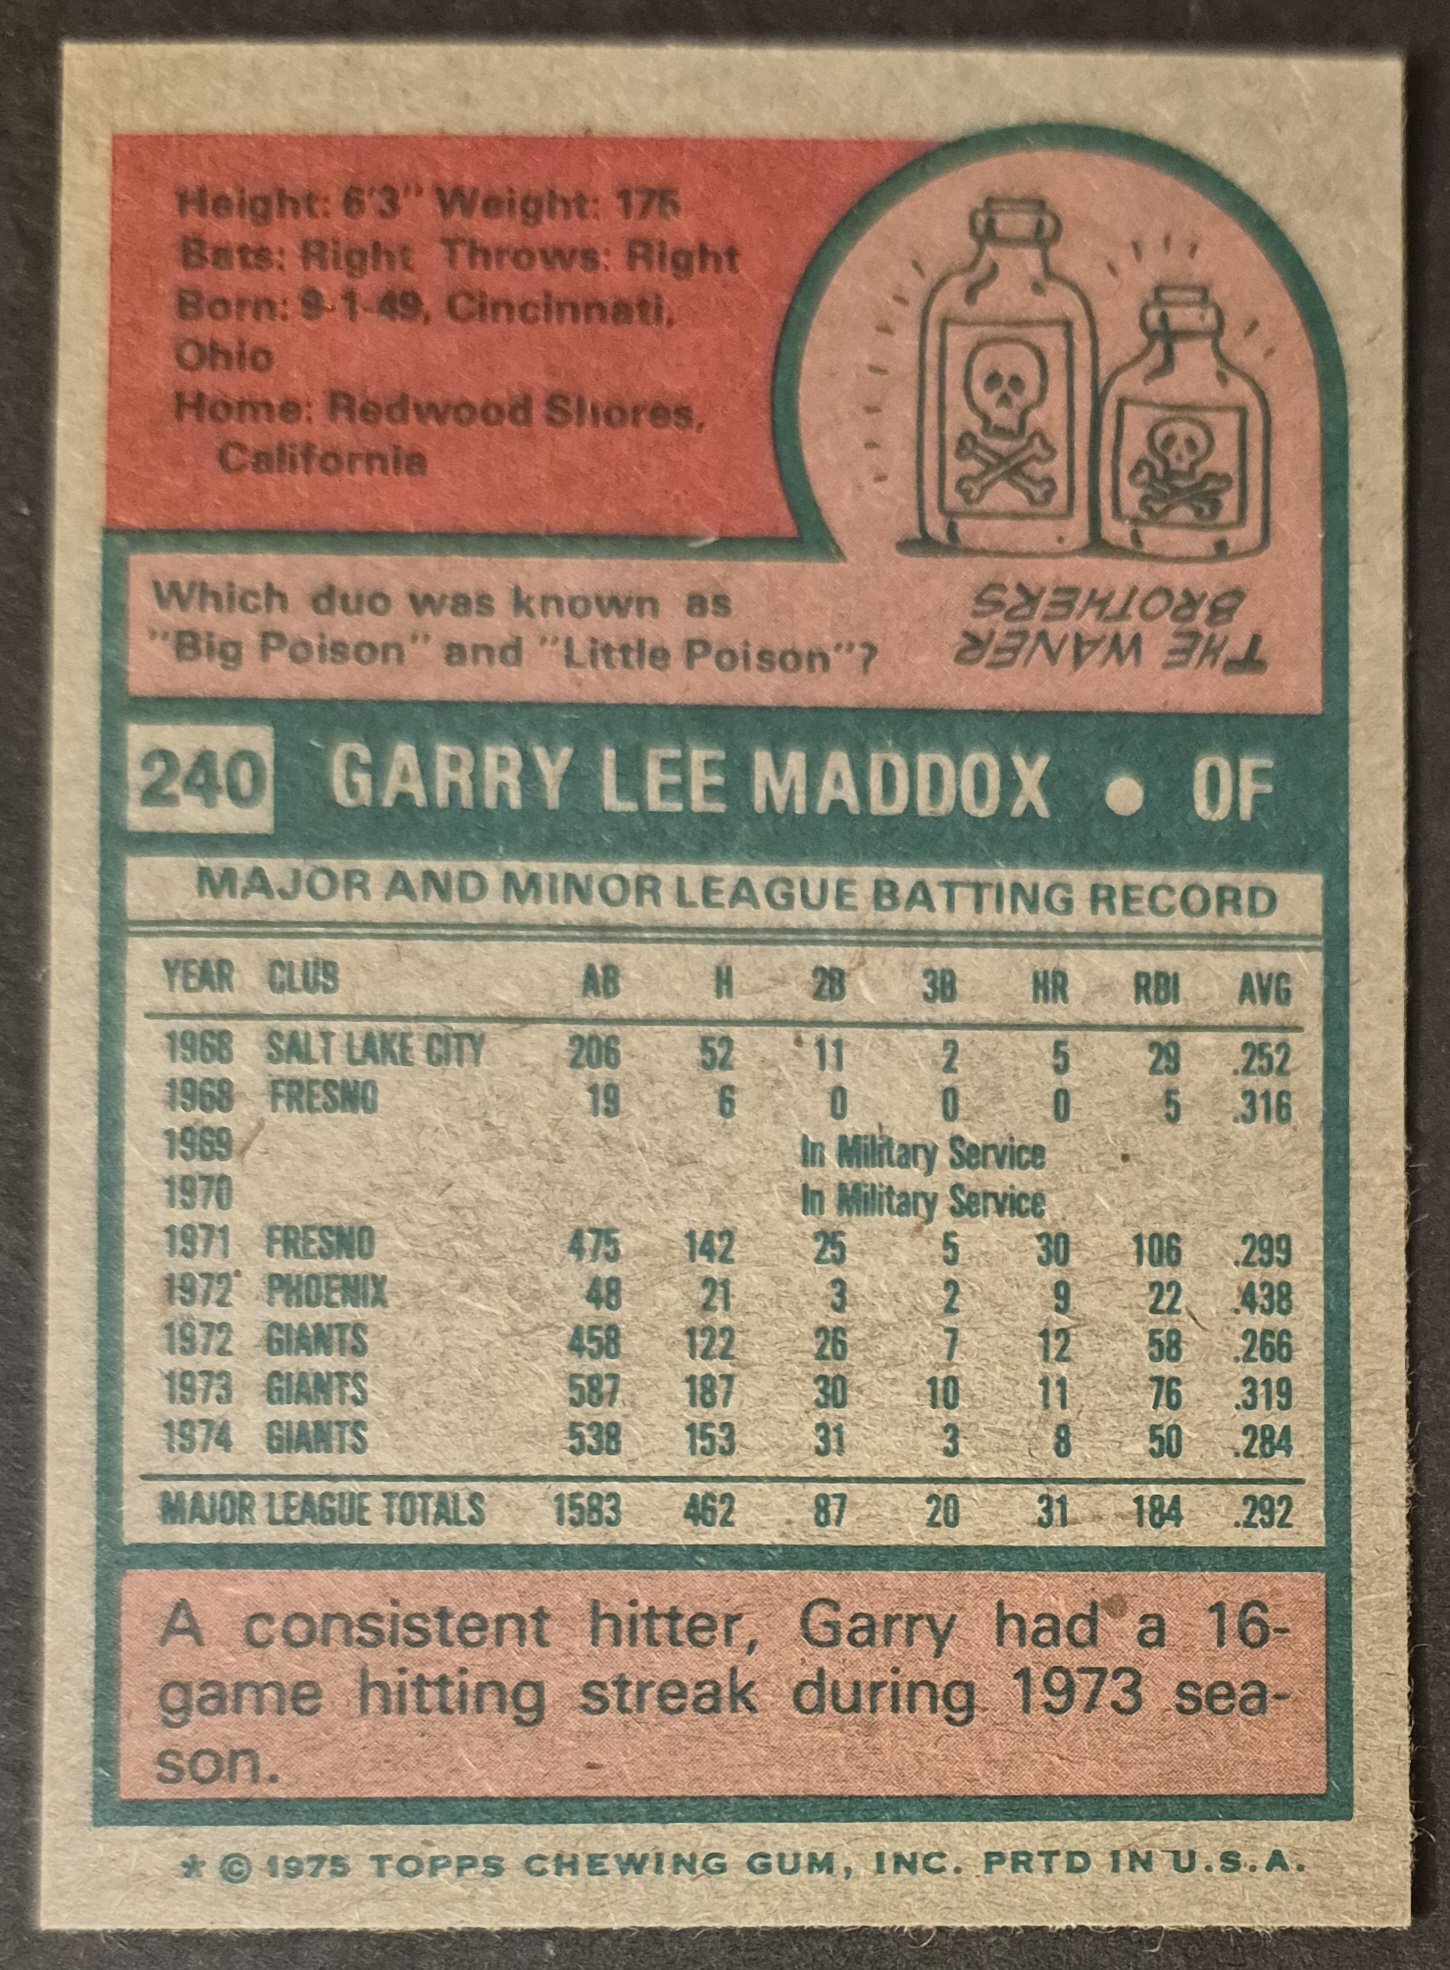 Height: 6'3" Weight: 175
Bats: Right Throws: Right
Born: 9-1-49, Cincinnati,
Ohio
Home: Redwood Shores,
California
Which duo was known as
"Big Poison" and "Little Poison"?
THE WANER
BROTHERS
240 GARRY LEE MADDOX • OF
MAJOR AND MINOR LEAGUE BATTING RECORD
YEAR CLUB AB H 2B 3B HR RBI AVG
1968 SALT LAKE CITY 206 52 11 2 5 29 .252
1968 FRESNO 19 6 0 0 0 5 .316
1969 In Military Service
1970 In Military Service
1971 FRESNO 475 142 25 5 30 106 .299
1972 PHOENIX 48 21 3 2 9 22 .438
1972 GIANTS 458 122 26 7 12 58 .266
1973 GIANTS 587 187 30 10 11 76 .319
1974 GIANTS 538 153 31 3 8 50 .284
MAJOR LEAGUE TOTALS 1583 462 87 20 31 184 .292
A consistent hitter, Garry had a 16-
game hitting streak during 1973 sea-
son.
* © 1975 TOPPS CHEWING GUM, INC. PRTD IN U.S.A.